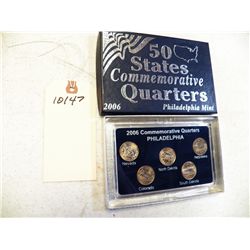 10147
50
States
Commemorative
Quarters
2006
Philadelphia Mint
2006 Commemorative Quarters
PHILADELPHIA
Nevada
North Dakota
Nebraska
Colorado
South Dakota